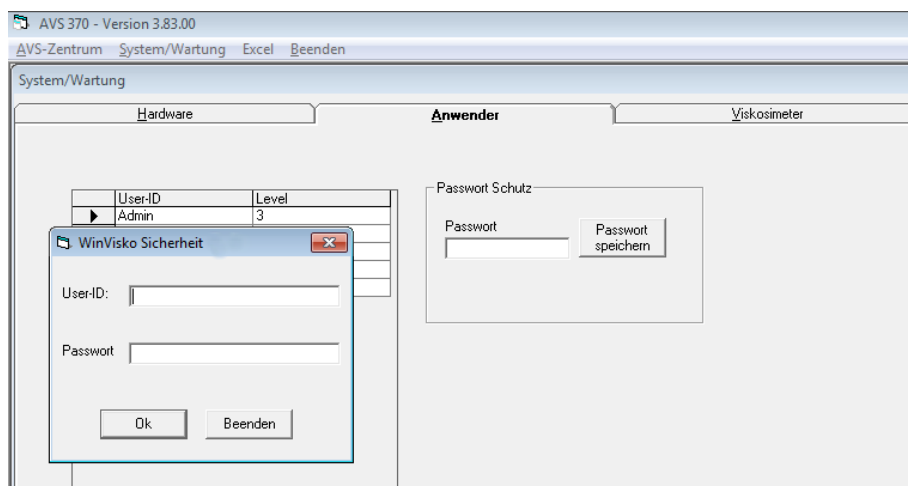 AVS 370 - Version 3.83.00
AVS-Zentrum System/Wartung Excel Beenden
System/Wartung
Hardware Anwender Viskosimeter
User-ID Level
Admin 3
Passwort Schutz
Passwort
Passwort speichern
WinVisko Sicherheit
User-ID:
Passwort
Ok Beenden